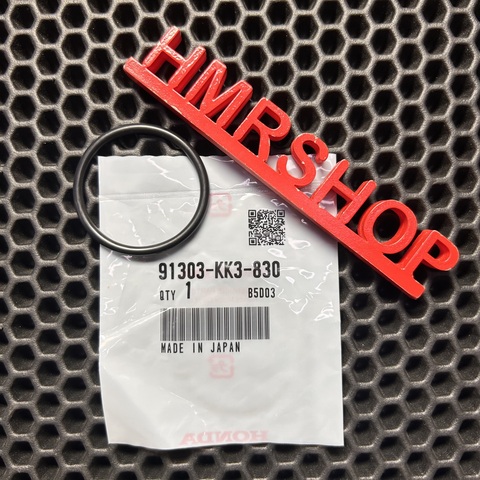 HMRSHOP
91303-KK3-830
QTY 1 B5D03
MADE IN JAPAN
HONDA